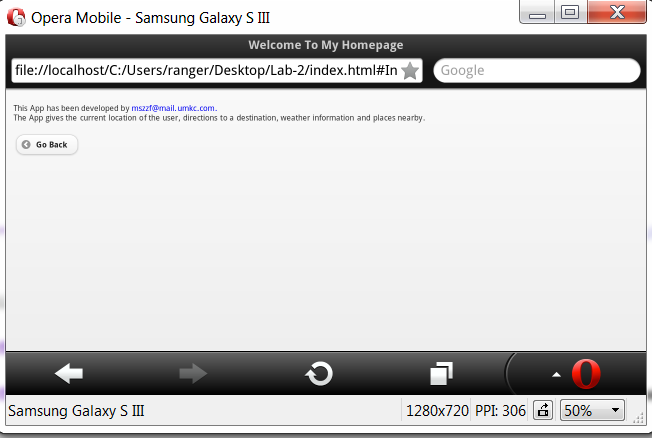 Opera Mobile - Samsung Galaxy S III
Welcome To My Homepage
file://localhost/C:/Users/ranger/Desktop/Lab-2/index.html#In
Google
This App has been developed by mszzf@mail.umkc.com.
The App gives the current location of the user, directions to a destination, weather information and places nearby.
Go Back
Samsung Galaxy S III
1280x720
PPI: 306
50%